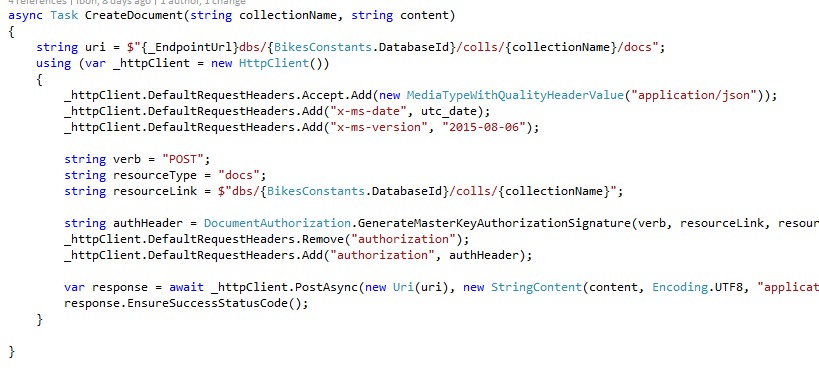 4 references | ibon, 8 days ago | 1 author, 1 change
async Task CreateDocument(string collectionName, string content)
{
    string uri = $"{_EndpointUrl}dbs/{BikesConstants.DatabaseId}/colls/{collectionName}/docs";
    using (var _httpClient = new HttpClient())
    {
        _httpClient.DefaultRequestHeaders.Accept.Add(new MediaTypeWithQualityHeaderValue("application/json"));
        _httpClient.DefaultRequestHeaders.Add("x-ms-date", utc_date);
        _httpClient.DefaultRequestHeaders.Add("x-ms-version", "2015-08-06");

        string verb = "POST";
        string resourceType = "docs";
        string resourceLink = $"dbs/{BikesConstants.DatabaseId}/colls/{collectionName}";

        string authHeader = DocumentAuthorization.GenerateMasterKeyAuthorizationSignature(verb, resourceLink, resour
        _httpClient.DefaultRequestHeaders.Remove("authorization");
        _httpClient.DefaultRequestHeaders.Add("authorization", authHeader);

        var response = await _httpClient.PostAsync(new Uri(uri), new StringContent(content, Encoding.UTF8, "applicat
        response.EnsureSuccessStatusCode();
    }

}